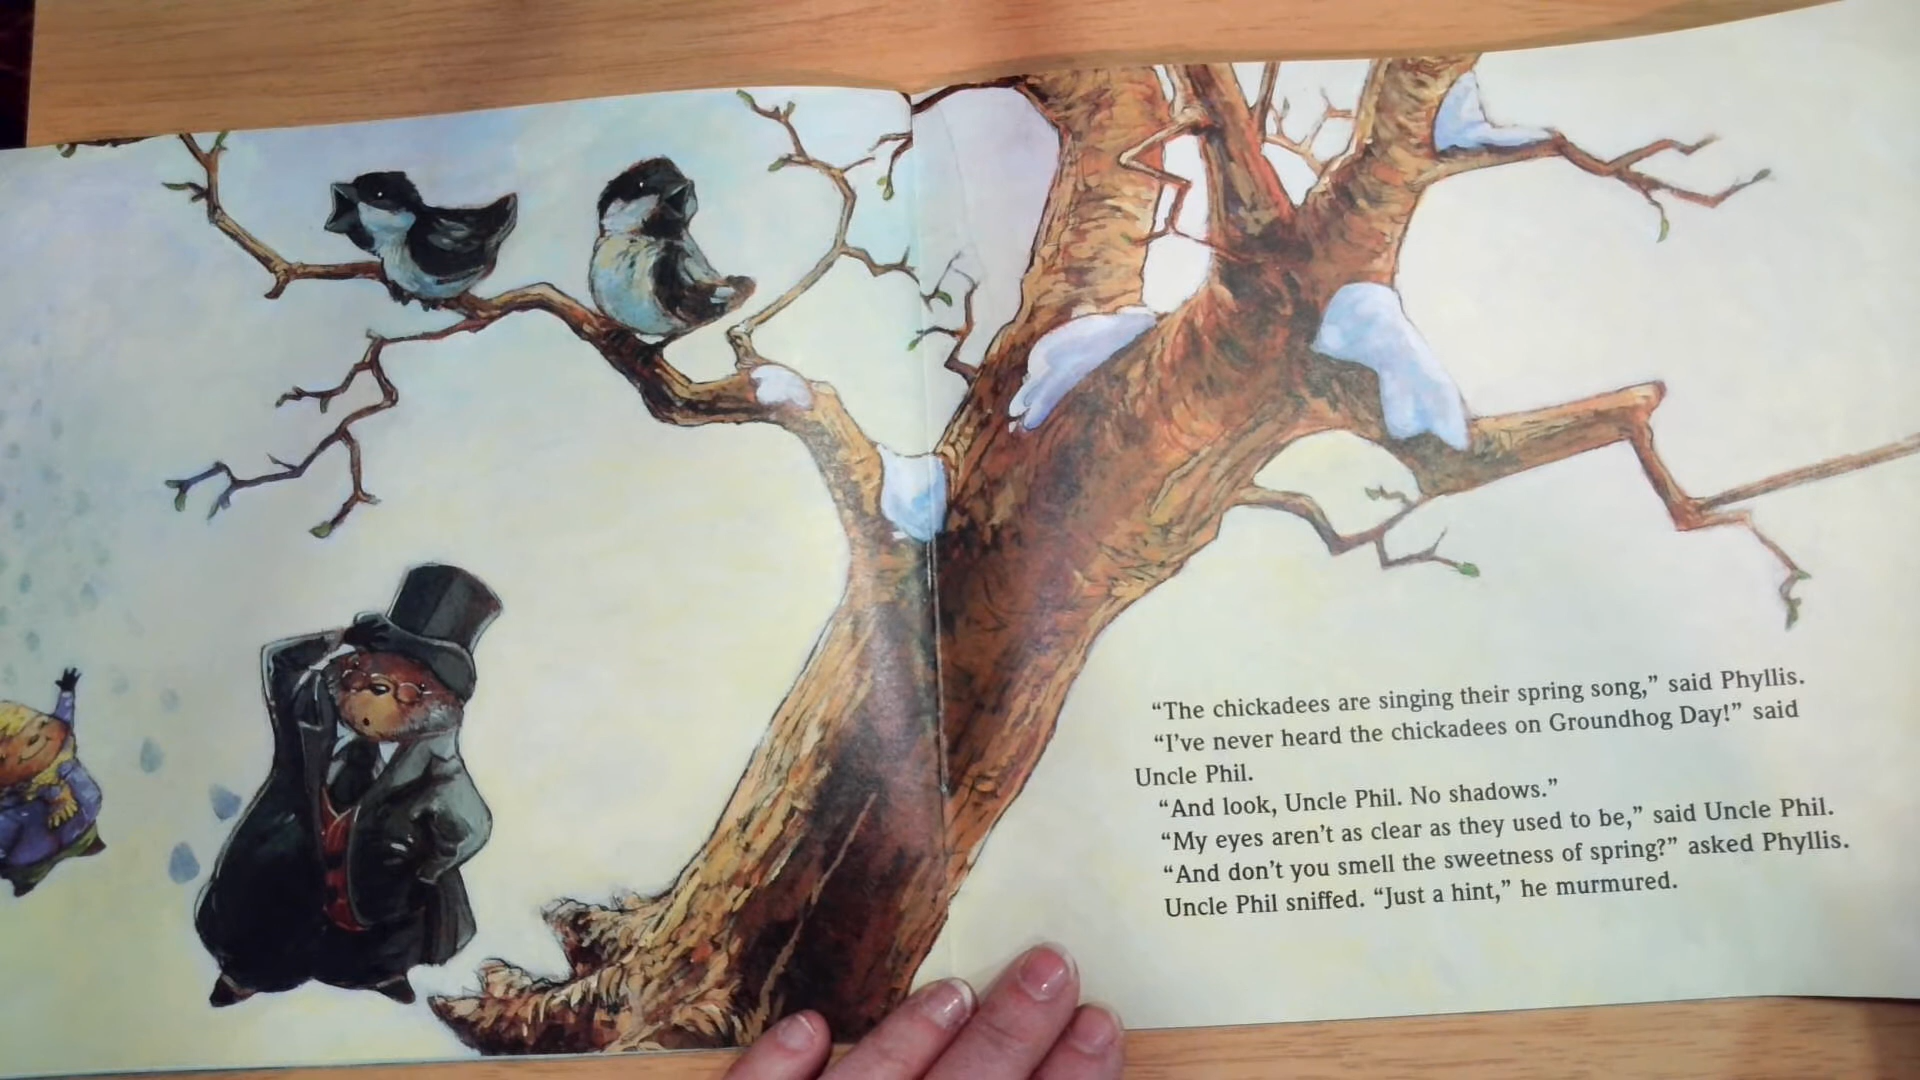 “The chickadees are singing their spring song,” said Phyllis.
“I’ve never heard the chickadees on Groundhog Day!” said
Uncle Phil.
“And look, Uncle Phil. No shadows.”
“My eyes aren’t as clear as they used to be,” said Uncle Phil.
“And don’t you smell the sweetness of spring?” asked Phyllis.
Uncle Phil sniffed. “Just a hint,” he murmured.